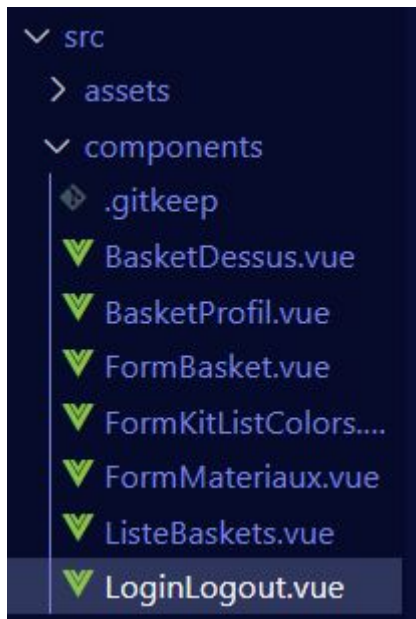 src
assets
components
.gitkeep
BasketDessus.vue
BasketProfil.vue
FormBasket.vue
FormKitListColors....
FormMateriaux.vue
ListeBaskets.vue
LoginLogout.vue